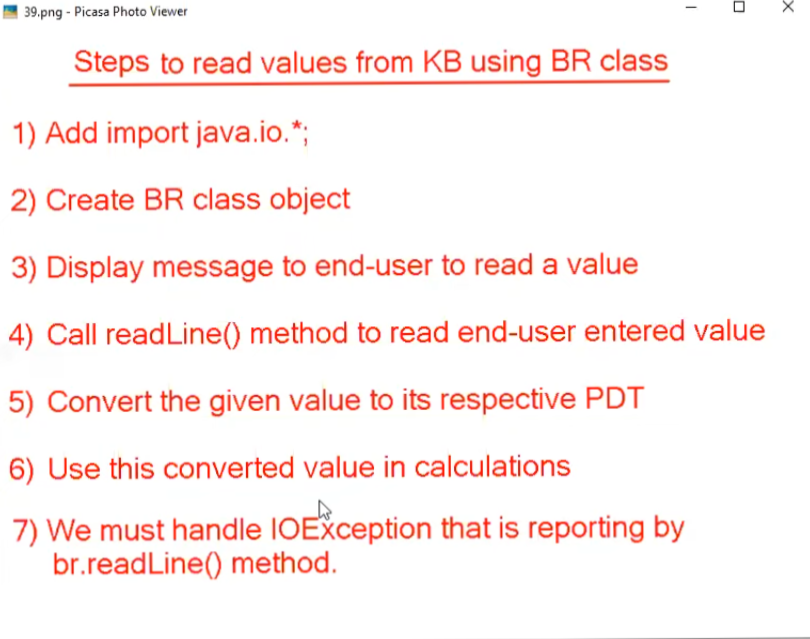 39.png - Picasa Photo Viewer
Steps to read values from KB using BR class
1) Add import java.io.*;
2) Create BR class object
3) Display message to end-user to read a value
4) Call readLine() method to read end-user entered value
5) Convert the given value to its respective PDT
6) Use this converted value in calculations
7) We must handle IOException that is reporting by
br.readLine() method.